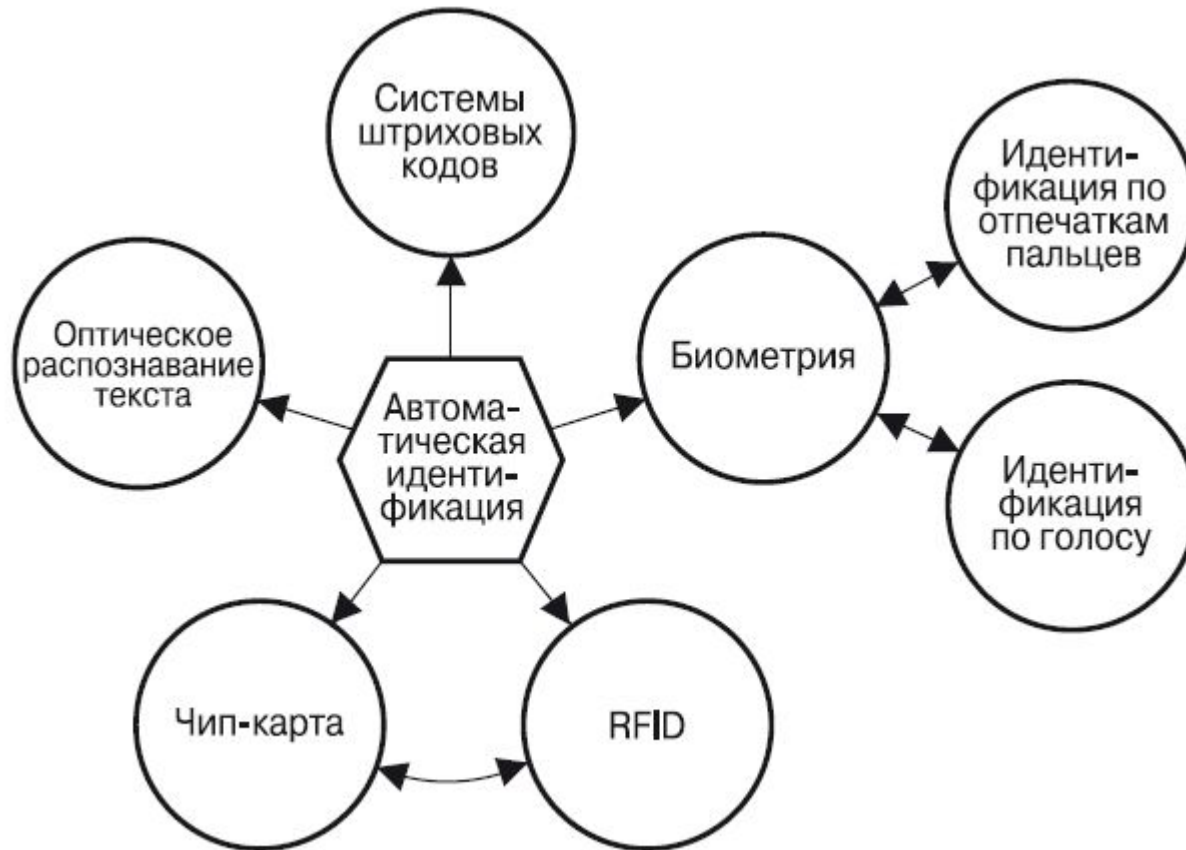 Системы
штриховых
кодов
Оптическое
распознавание
текста
Автома-
тическая
иденти-
фикация
Биометрия
Иденти-
фикация по
отпечаткам
пальцев
Иденти-
фикация
по голосу
Чип-карта
RFID